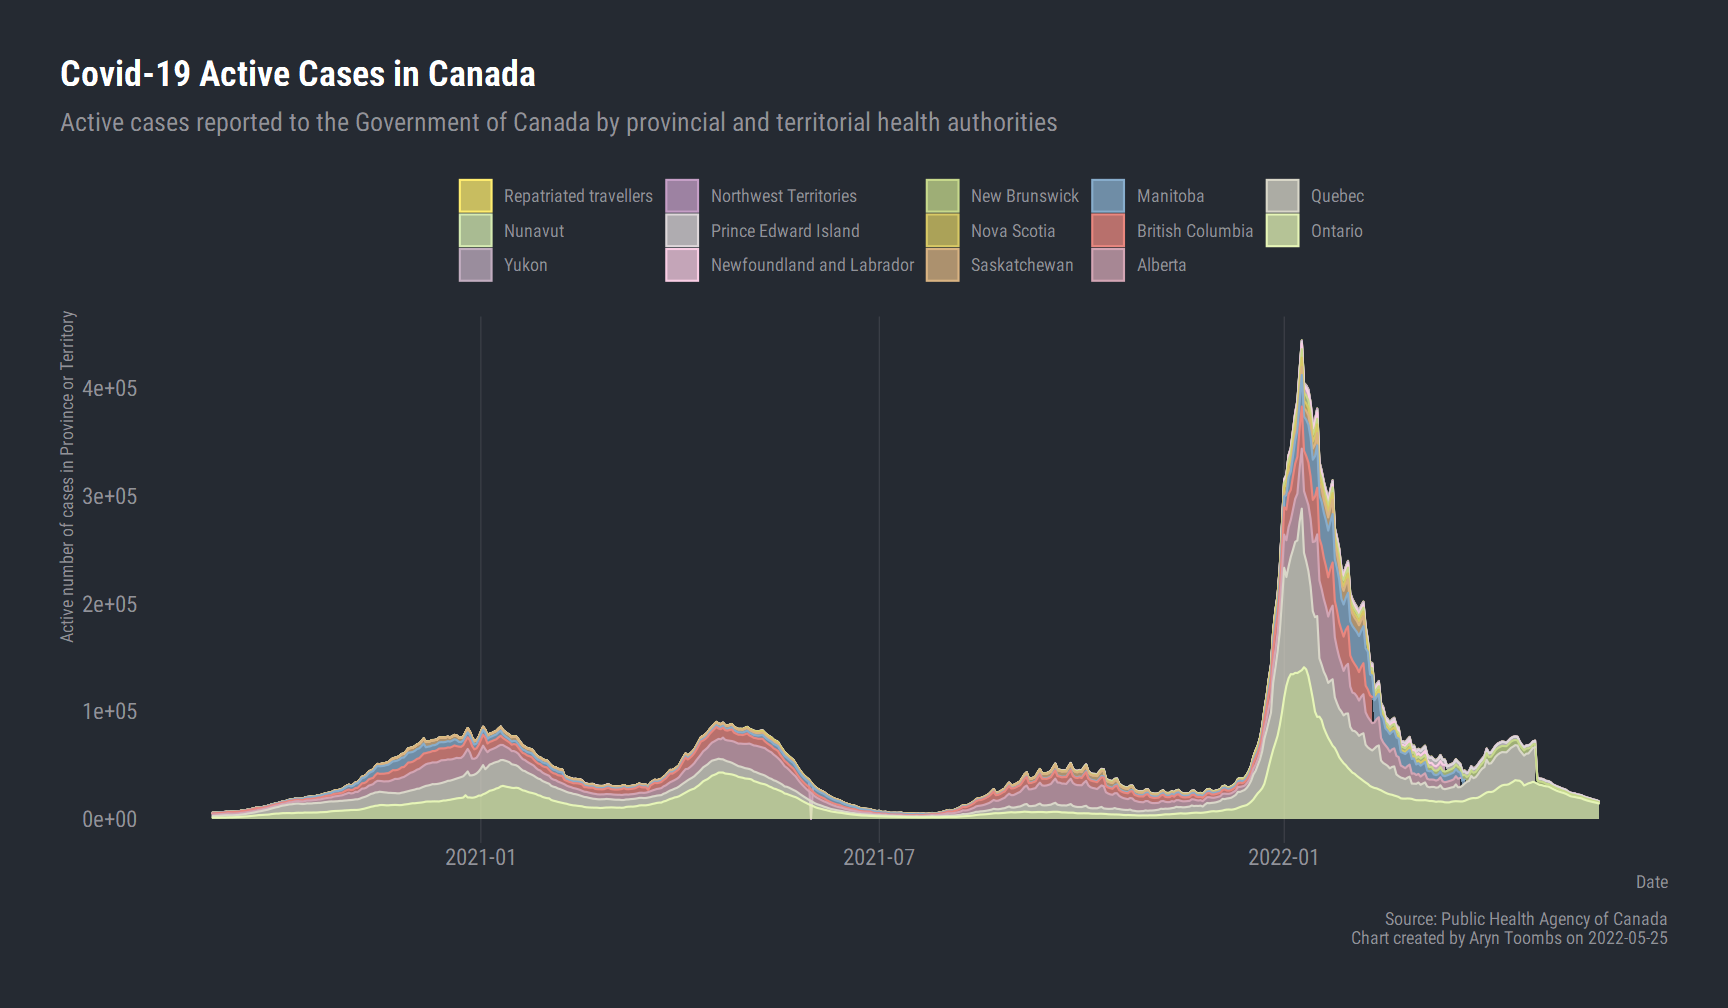 Covid-19 Active Cases in Canada
Active cases reported to the Government of Canada by provincial and territorial health authorities
Repatriated travellers
Nunavut
Yukon
Northwest Territories
Prince Edward Island
Newfoundland and Labrador
New Brunswick
Nova Scotia
Saskatchewan
Manitoba
British Columbia
Alberta
Quebec
Ontario
Active number of cases in Province or Territory
4e+05
3e+05
2e+05
1e+05
0e+00
2021-01
2021-07
2022-01
Date
Source: Public Health Agency of Canada
Chart created by Aryn Toombs on 2022-05-25